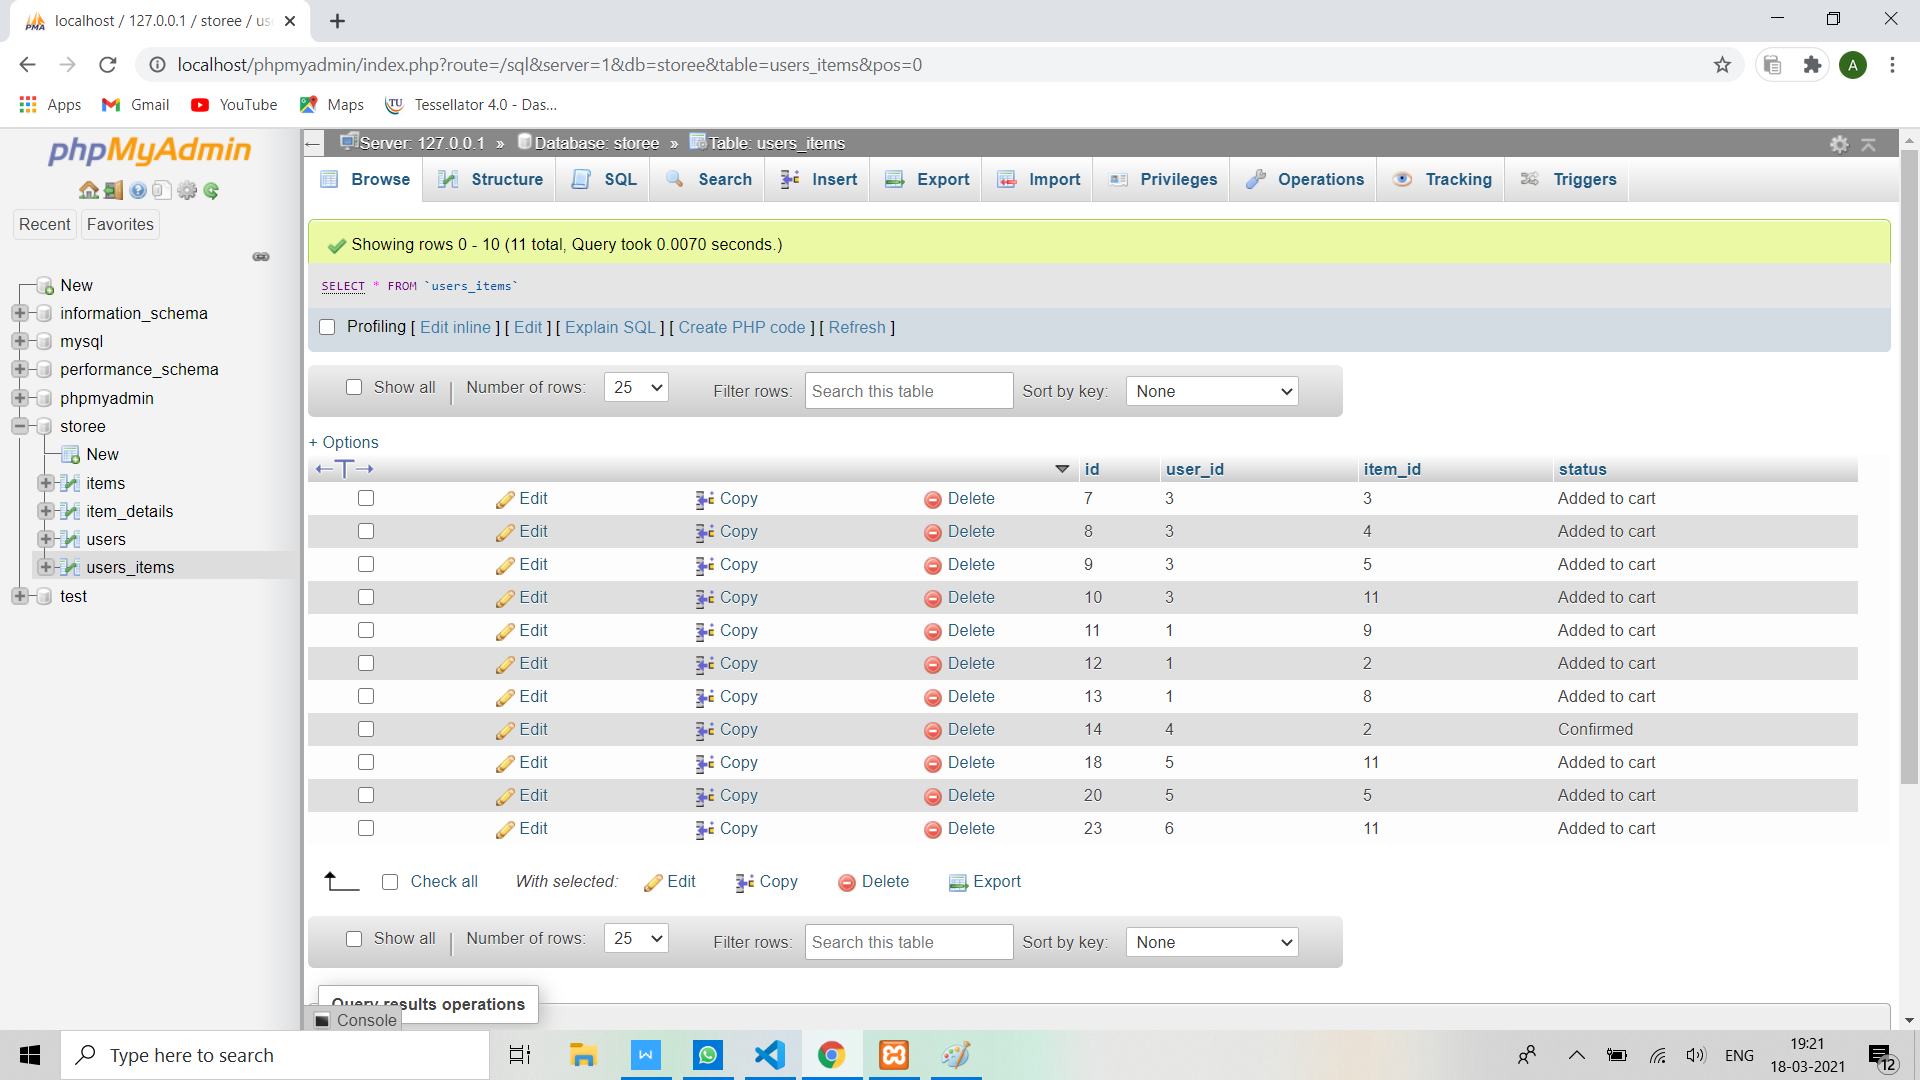 localhost / 127.0.0.1 / storee / us
localhost/phpmyadmin/index.php?route=/sql&server=1&db=storee&table=users_items&pos=0
A
Apps Gmail YouTube Maps Tessellator 4.0 - Das...
phpMyAdmin
Recent Favorites
New
information_schema
mysql
performance_schema
phpmyadmin
storee
New
items
item_details
users
users_items
test
Server: 127.0.0.1 » Database: storee » Table: users_items
Browse Structure SQL Search Insert Export Import Privileges Operations Tracking Triggers
Showing rows 0 - 10 (11 total, Query took 0.0070 seconds.)
SELECT * FROM `users_items`
Profiling [ Edit inline ] [ Edit ] [ Explain SQL ] [ Create PHP code ] [ Refresh ]
Show all | Number of rows: 25 Filter rows: Search this table Sort by key: None
+ Options
←T→ id user_id item_id status
Edit Copy Delete 7 3 3 Added to cart
Edit Copy Delete 8 3 4 Added to cart
Edit Copy Delete 9 3 5 Added to cart
Edit Copy Delete 10 3 11 Added to cart
Edit Copy Delete 11 1 9 Added to cart
Edit Copy Delete 12 1 2 Added to cart
Edit Copy Delete 13 1 8 Added to cart
Edit Copy Delete 14 4 2 Confirmed
Edit Copy Delete 18 5 11 Added to cart
Edit Copy Delete 20 5 5 Added to cart
Edit Copy Delete 23 6 11 Added to cart
Check all With selected: Edit Copy Delete Export
Show all | Number of rows: 25 Filter rows: Search this table Sort by key: None
Query results operations
Console
Type here to search
ENG
19:21
18-03-2021
12